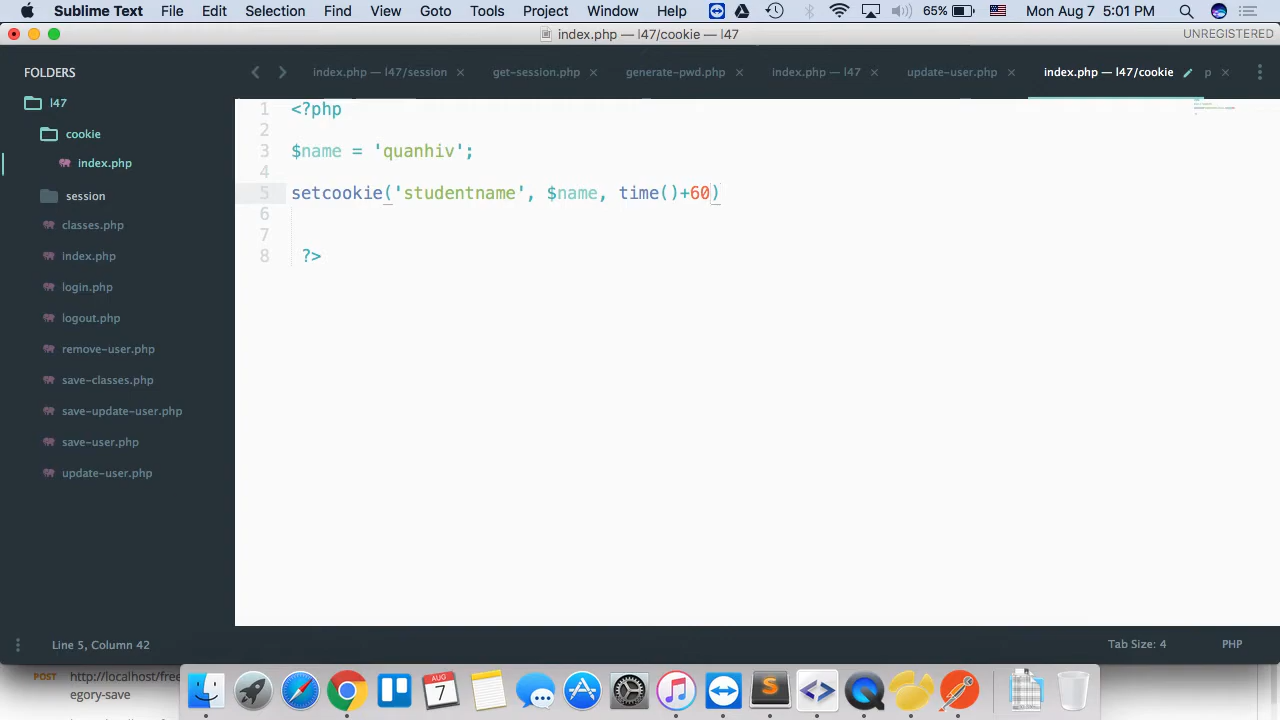 Sublime Text File Edit Selection Find View Goto Tools Project Window Help 65% Mon Aug 7 5:01 PM
index.php — l47/cookie — l47 UNREGISTERED
FOLDERS
l47
cookie
index.php
session
classes.php
index.php
login.php
logout.php
remove-user.php
save-classes.php
save-update-user.php
save-user.php
update-user.php
index.php — l47/session get-session.php generate-pwd.php index.php — l47 update-user.php index.php — l47/cookie p
1 <?php
2
3 $name = 'quanhiv';
4
5 setcookie('studentname', $name, time()+60)
6
7
8 ?>
Line 5, Column 42 Tab Size: 4 PHP
POST http://localhost/free
egory-save
AUG
7